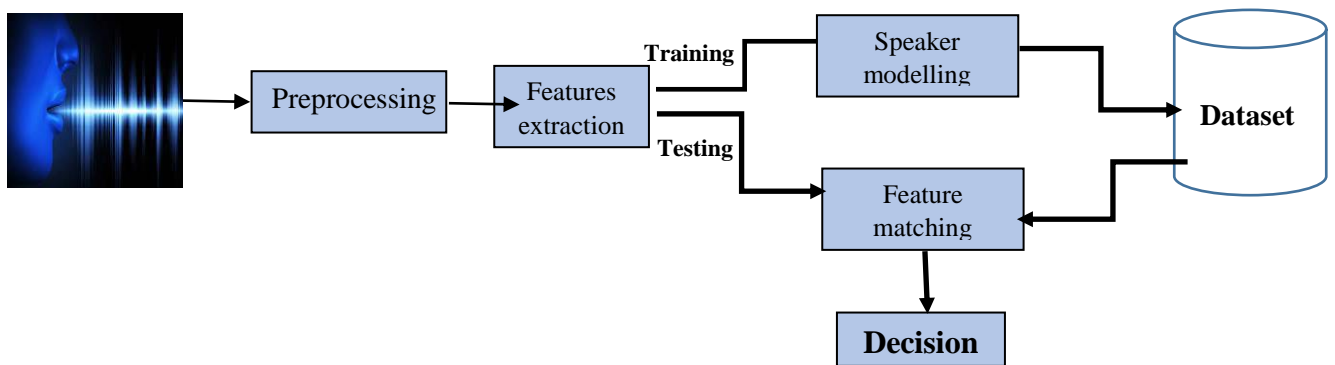 Preprocessing
Features
extraction
Training
Testing
Speaker
modelling
Feature
matching
Dataset
Decision